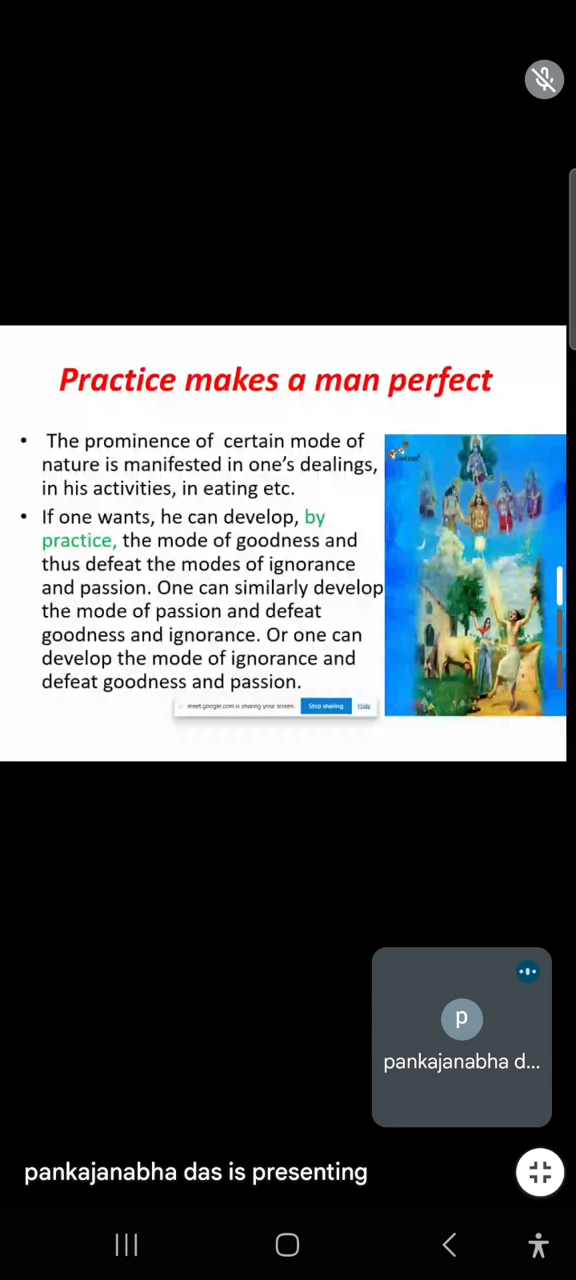 Practice makes a man perfect
• The prominence of certain mode of
nature is manifested in one's dealings,
in his activities, in eating etc.
• If one wants, he can develop, by
practice, the mode of goodness and
thus defeat the modes of ignorance
and passion. One can similarly develop
the mode of passion and defeat
goodness and ignorance. Or one can
develop the mode of ignorance and
defeat goodness and passion.
meet.google.com is sharing your screen. Stop sharing Hide
p
pankajanabha d...
pankajanabha das is presenting